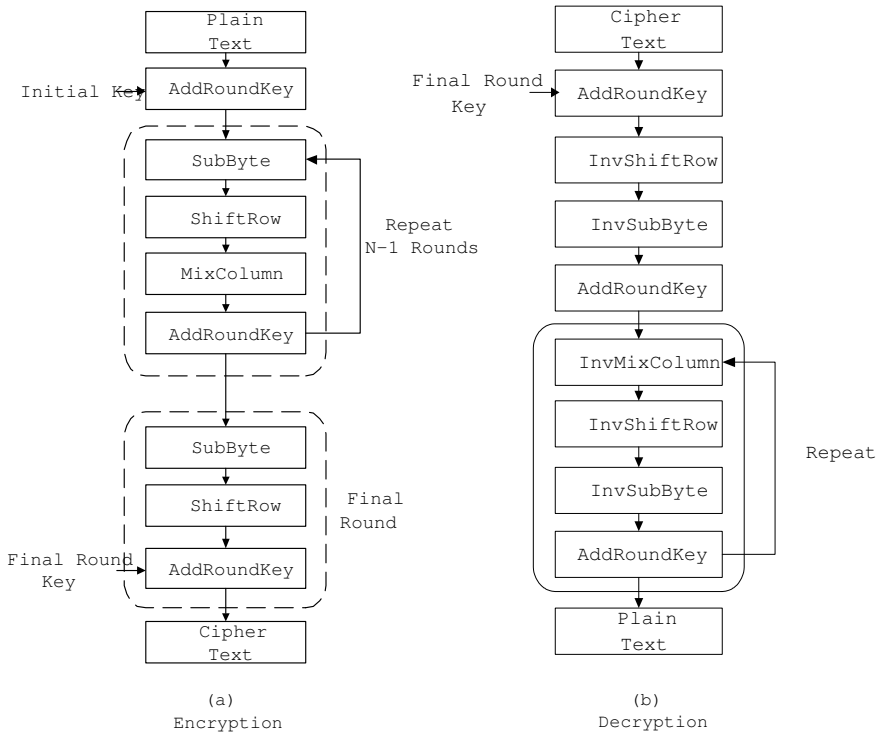 Plain
Text
Initial Key
AddRoundKey
SubByte
ShiftRow
MixColumn
AddRoundKey
Repeat
N-1 Rounds
SubByte
ShiftRow
AddRoundKey
Final
Round
Final Round
Key
Cipher
Text
(a)
Encryption
Cipher
Text
Final Round
Key
AddRoundKey
InvShiftRow
InvSubByte
AddRoundKey
InvMixColumn
InvShiftRow
InvSubByte
AddRoundKey
Repeat
Plain
Text
(b)
Decryption